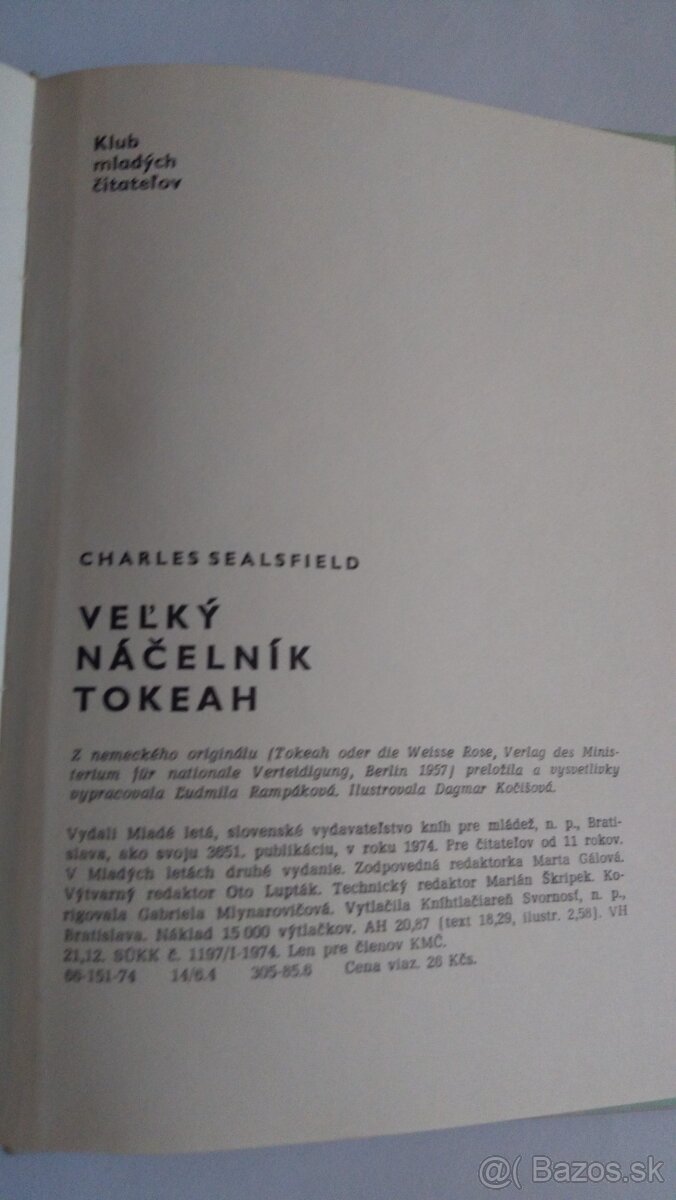 Klub
mladých
čitateľov
CHARLES SEALSFIELD
VEĽKÝ
NÁČELNÍK
TOKEAH
Z nemeckého originálu (Tokeah oder die Weisse Rose, Verlag des Minis-
terium für nationale Verteidigung, Berlin 1957) preložila a vysvetlivky
vypracovala Ľudmila Rampáková. Ilustrovala Dagmar Kočišová.
Vydali Mladé letá, slovenské vydavateľstvo kníh pre mládež, n. p., Brati-
slava, ako svoju 3651. publikáciu, v roku 1974. Pre čitateľov od 11 rokov.
V Mladých letách druhé vydanie. Zodpovedná redaktorka Marta Gálová.
Výtvarný redaktor Oto Lupták. Technický redaktor Marián Škripek. Ko-
rigovala Gabriela Mlynarovičová. Vytlačila Kníhtlačiareň Svornosť, n. p.,
Bratislava. Náklad 15 000 výtlačkov. AH 20,87 (text 18,29, ilustr. 2,58). VH
21,12. SÚKK č. 1197/I-1974. Len pre členov KMČ.
66-151-74 14/6.4 305-85.6 Cena viaz. 26 Kčs.
@( Bazos.sk